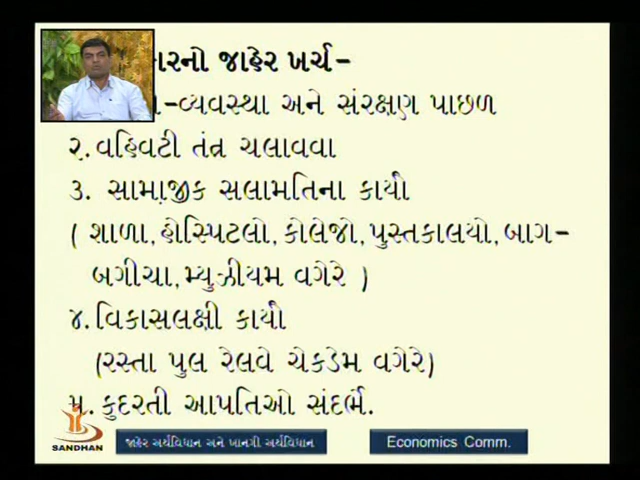 જાહેર ખર્ચ-
-વ્યવસ્થા અને સંરક્ષણ પાછળ
૨. વહિવટી તંત્ર ચલાવવા
૩. સામાજીક સલામતિના કાર્યો
( શાળા, હોસ્પિટલો, કોલેજો, પુસ્તકાલયો, બાગ-
બગીચા, મ્યુઝીયમ વગેરે )
૪. વિકાસલક્ષી કાર્યો
(રસ્તા પુલ રેલવે ચેકડેમ વગેરે)
૫. કુદરતી આપતિઓ સંદર્ભે.
SANDHAN
જાહેર અર્થવિધાન અને ખાનગી અર્થવિધાન
Economics Comm.